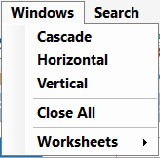 Windows Search
Cascade
Horizontal
Vertical
Close All
Worksheets